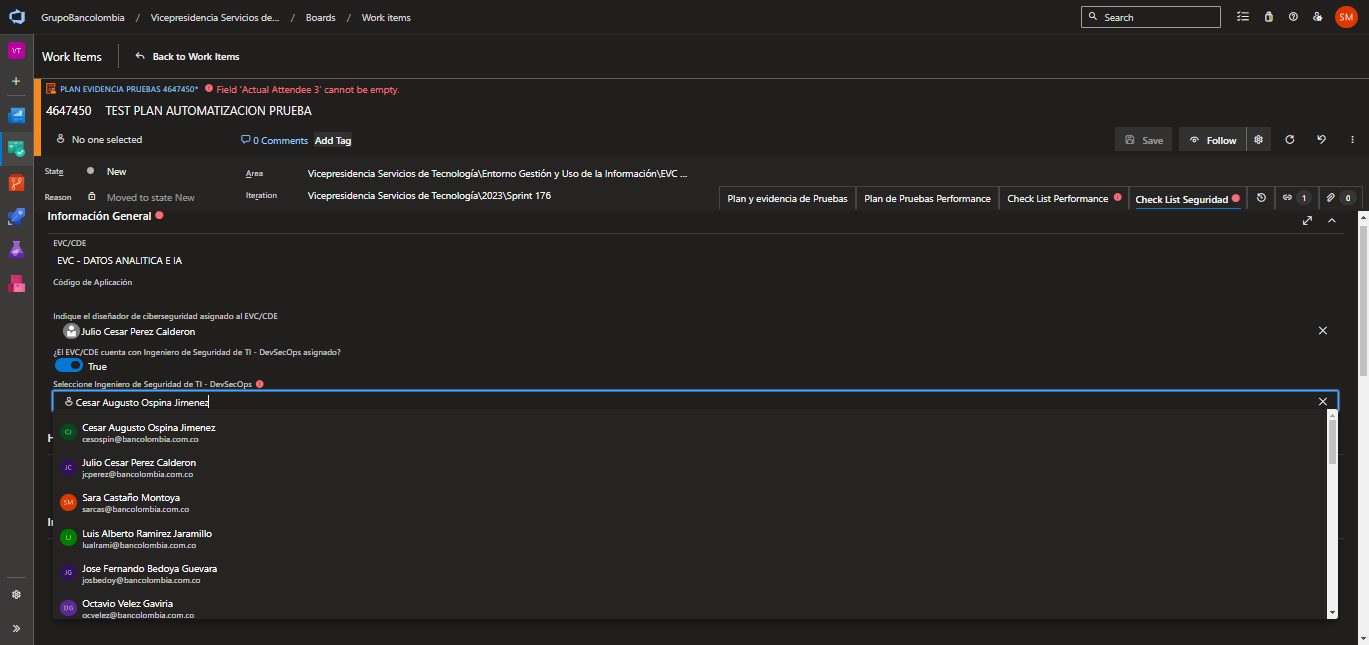 GrupoBancolombia / Vicepresidencia Servicios de... / Boards / Work items
Search
SM
VT
Work Items
Back to Work Items
PLAN EVIDENCIA PRUEBAS 4647450* Field 'Actual Attendee 3' cannot be empty.
4647450 TEST PLAN AUTOMATIZACION PRUEBA
No one selected
0 Comments
Add Tag
Save
Follow
State
New
Area
Vicepresidencia Servicios de Tecnología\Entorno Gestión y Uso de la Información\EVC ...
Reason
Moved to state New
Iteration
Vicepresidencia Servicios de Tecnología\2023\Sprint 176
Plan y evidencia de Pruebas
Plan de Pruebas Performance
Check List Performance
Check List Seguridad
1
0
Información General
EVC/CDE
EVC - DATOS ANALITICA E IA
Código de Aplicación
Indique el diseñador de ciberseguridad asignado al EVC/CDE
Julio Cesar Perez Calderon
¿El EVC/CDE cuenta con Ingeniero de Seguridad de TI - DevSecOps asignado?
True
Seleccione Ingeniero de Seguridad de TI - DevSecOps
Cesar Augusto Ospina Jimenez
CJ
Cesar Augusto Ospina Jimenez
cesospin@bancolombia.com.co
JC
Julio Cesar Perez Calderon
jcperez@bancolombia.com.co
SM
Sara Castaño Montoya
sarcas@bancolombia.com.co
LJ
Luis Alberto Ramirez Jaramillo
lualrami@bancolombia.com.co
JG
Jose Fernando Bedoya Guevara
josbedoy@bancolombia.com.co
OG
Octavio Velez Gaviria
ocvelez@bancolombia.com.co